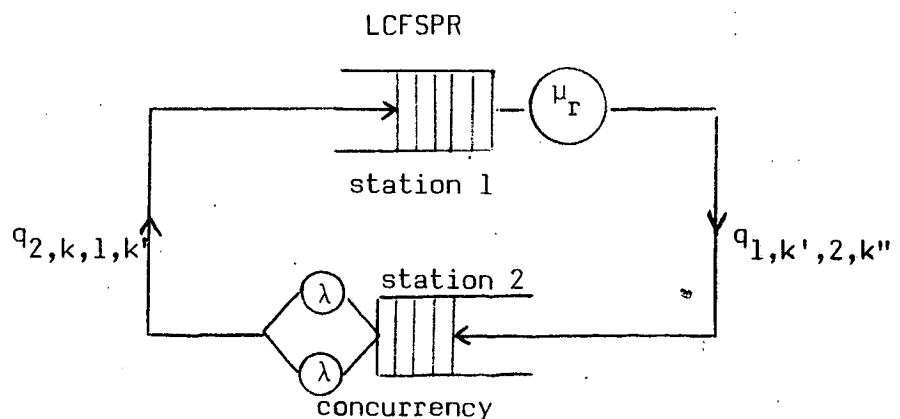 LCFSPR
μr
station 1
q2,k,1,k'
q1,k',2,k"
station 2
λ
λ
concurrency